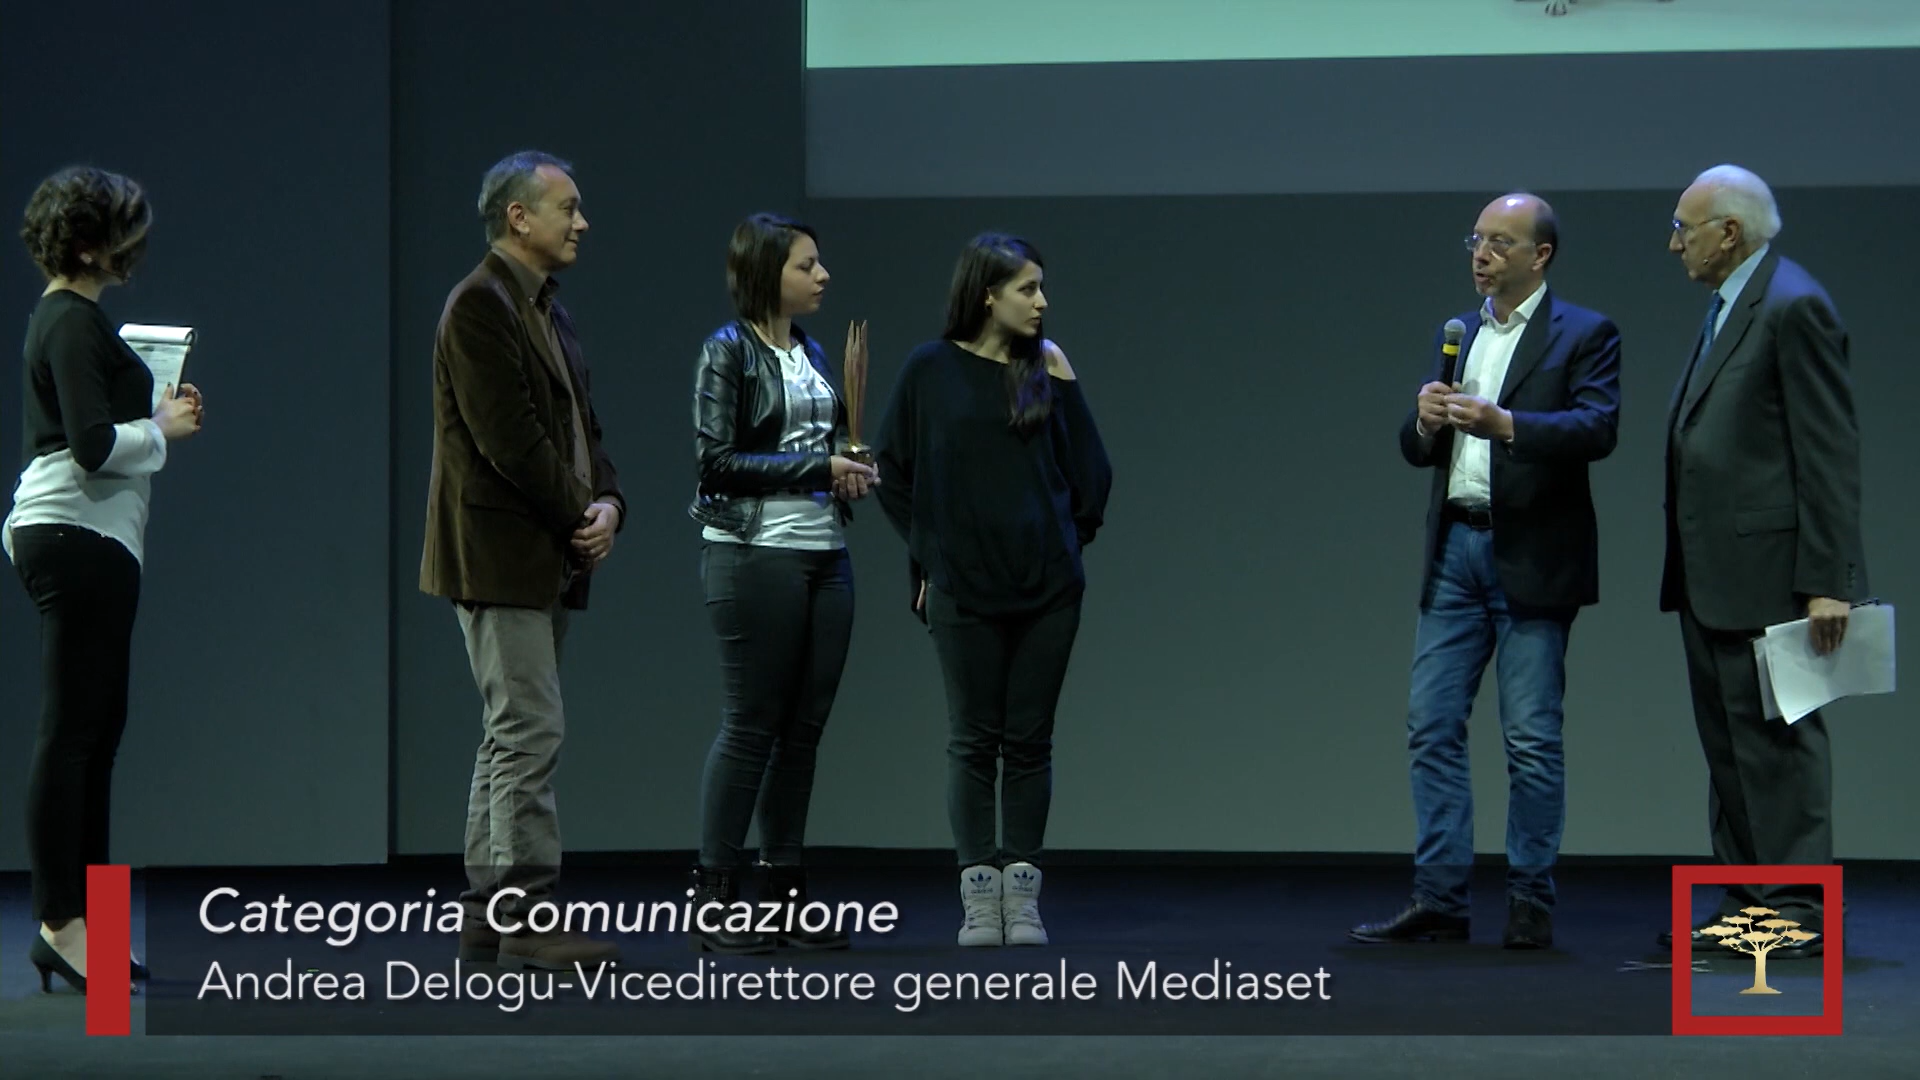 Categoria Comunicazione
Andrea Delogu-Vicedirettore generale Mediaset